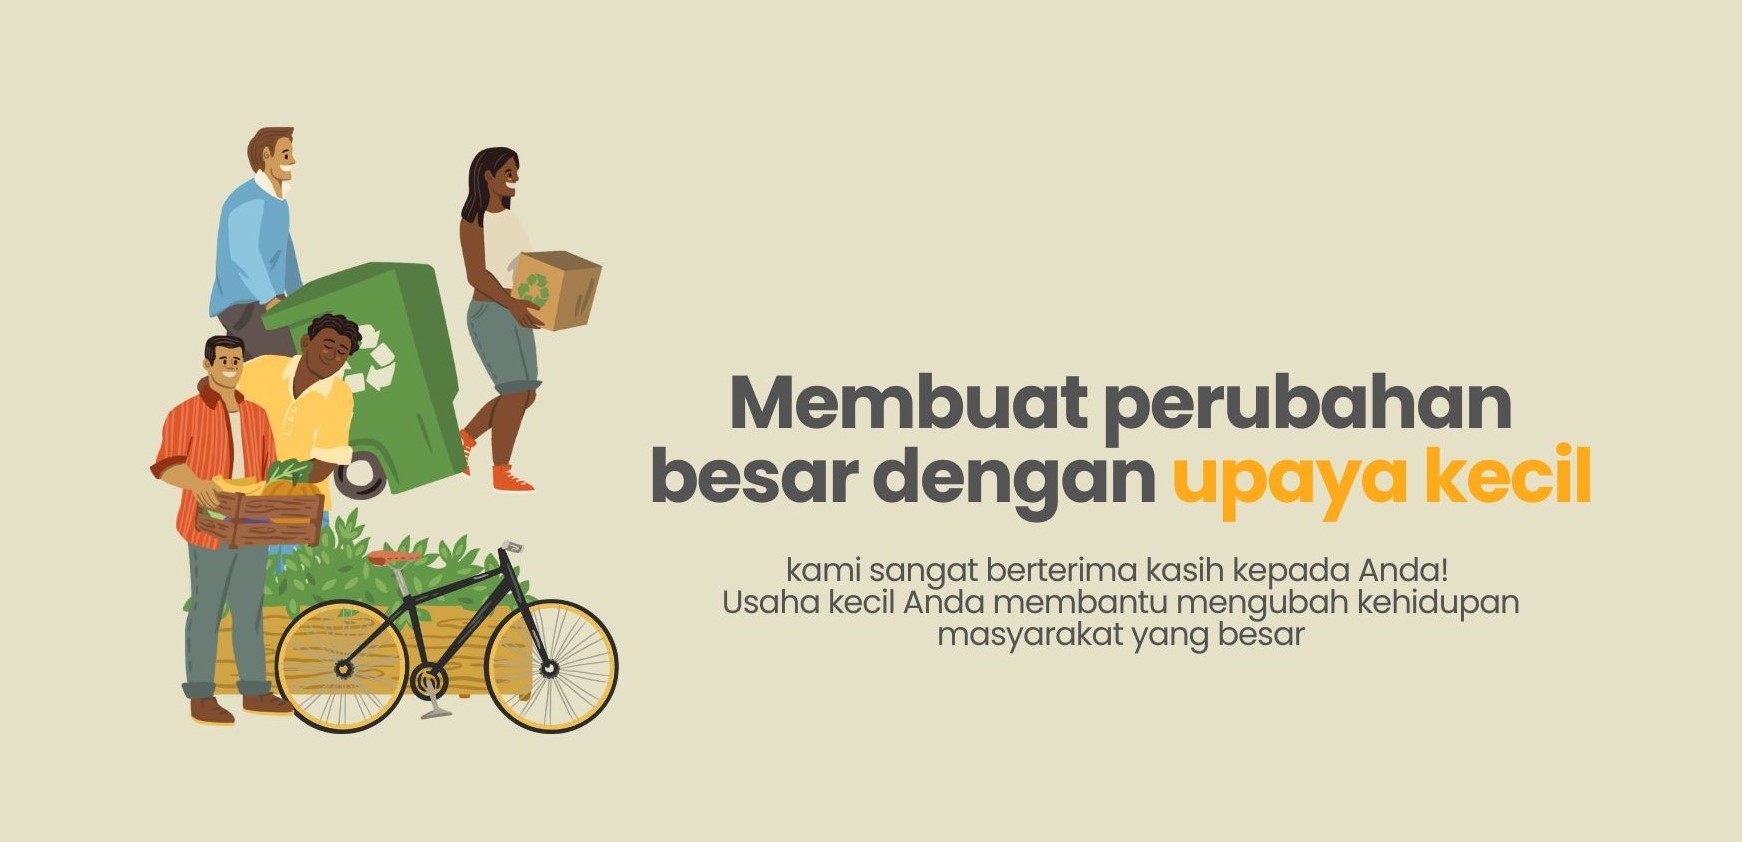 Membuat perubahan
besar dengan upaya kecil
kami sangat berterima kasih kepada Anda!
Usaha kecil Anda membantu mengubah kehidupan
masyarakat yang besar